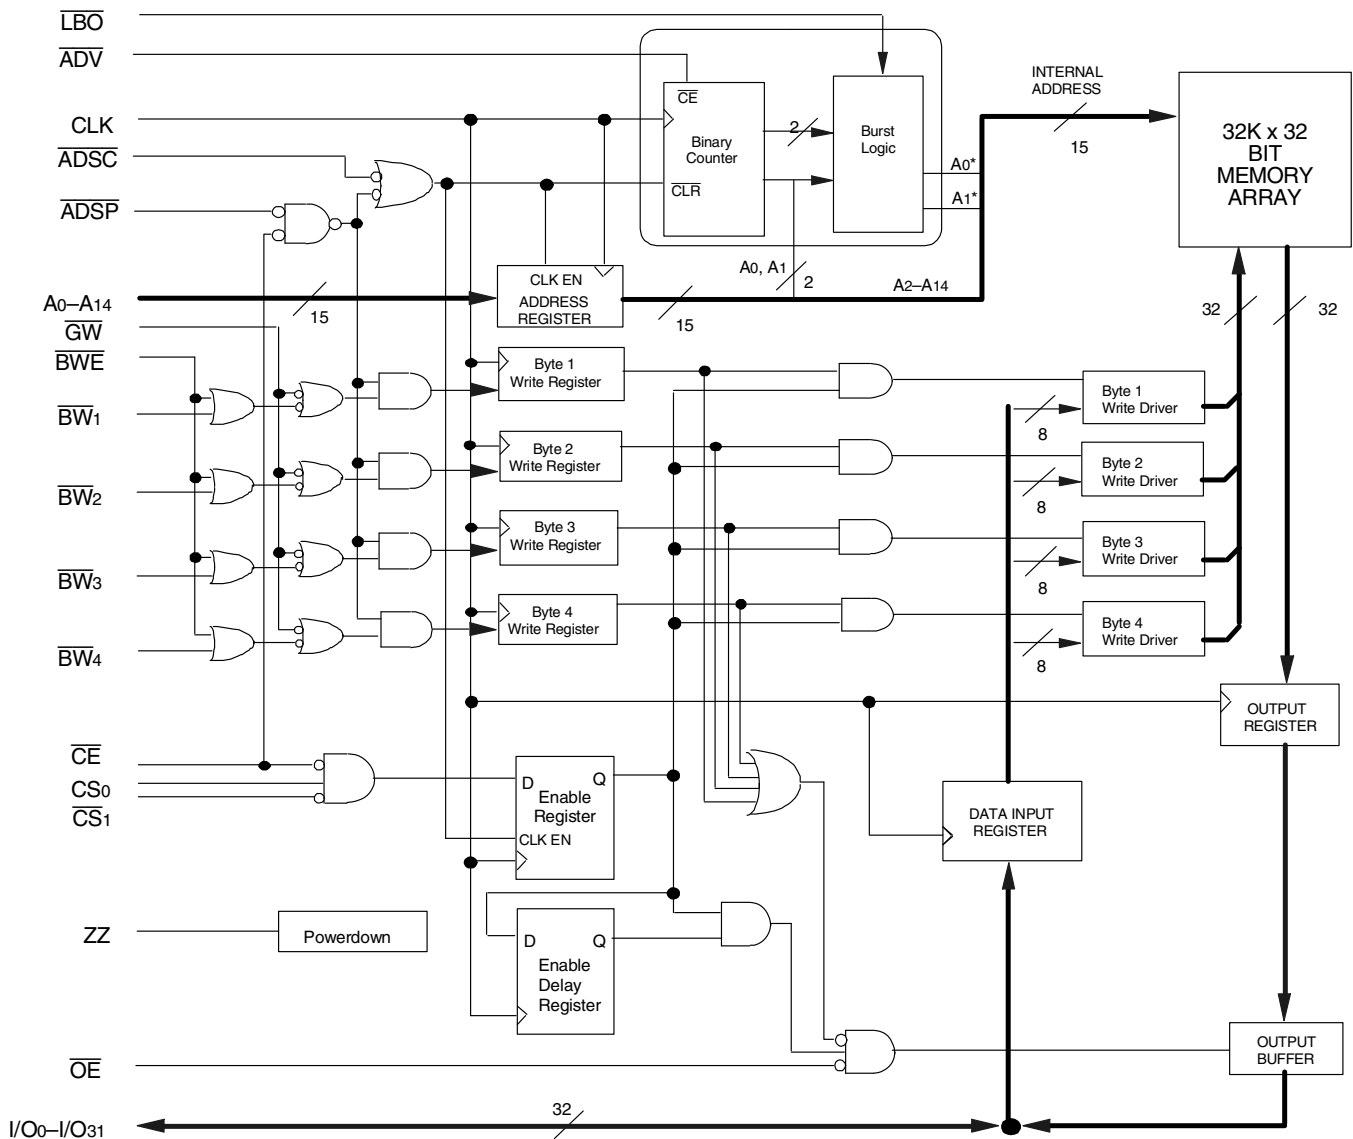 LBO
ADV
CLK
ADSC
ADSP
A0–A14
GW
BWE
BW1
BW2
BW3
BW4
CE
CS0
CS1
ZZ
OE
I/O0–I/O31
CE
Binary
Counter
CLR
2
Burst
Logic
A0*
A1*
INTERNAL
ADDRESS
15
32K x 32
BIT
MEMORY
ARRAY
15
CLK EN
ADDRESS
REGISTER
15
A0, A1
2
A2–A14
32
32
Byte 1
Write Register
Byte 2
Write Register
Byte 3
Write Register
Byte 4
Write Register
8
Byte 1
Write Driver
8
Byte 2
Write Driver
8
Byte 3
Write Driver
8
Byte 4
Write Driver
OUTPUT
REGISTER
D
Q
Enable
Register
CLK EN
DATA INPUT
REGISTER
Powerdown
D
Q
Enable
Delay
Register
OUTPUT
BUFFER
32